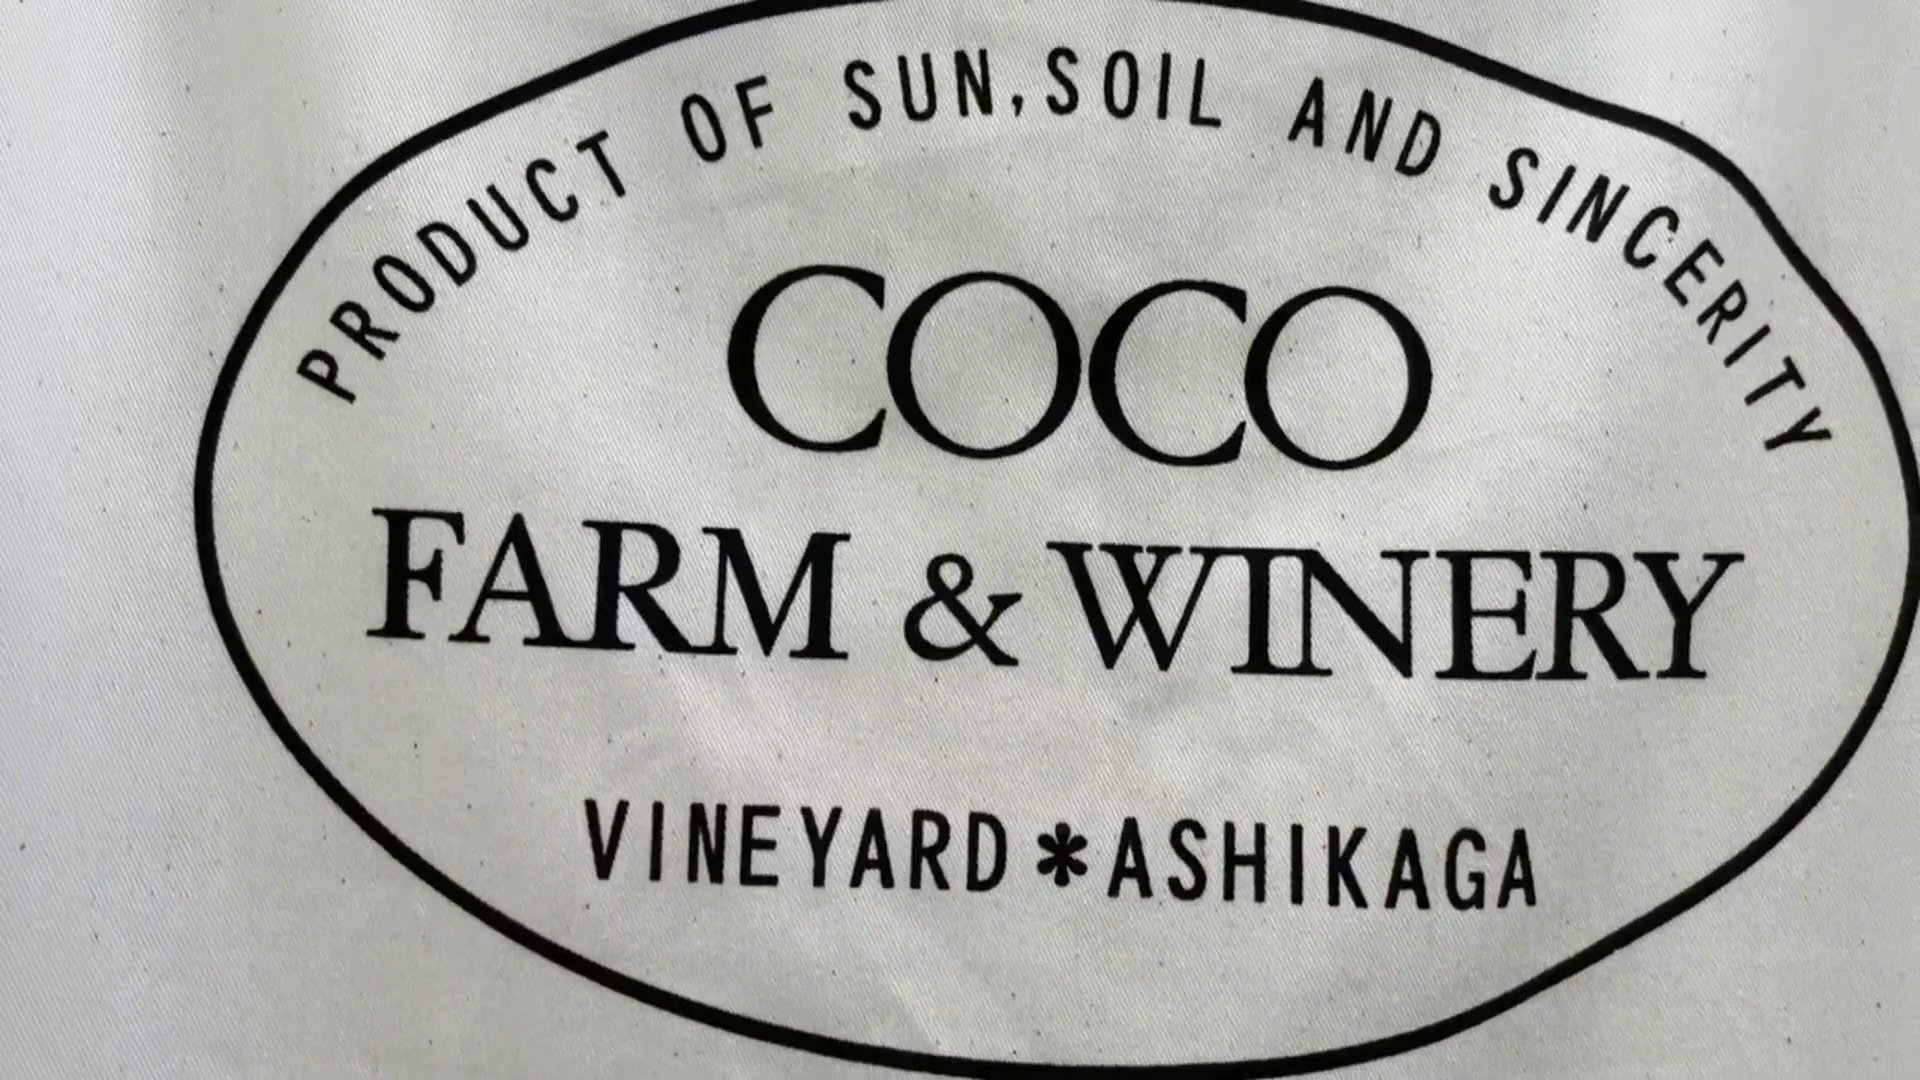 PRODUCT OF SUN,SOIL AND SINCERITY
COCO
FARM & WINERY
VINEYARD*ASHIKAGA